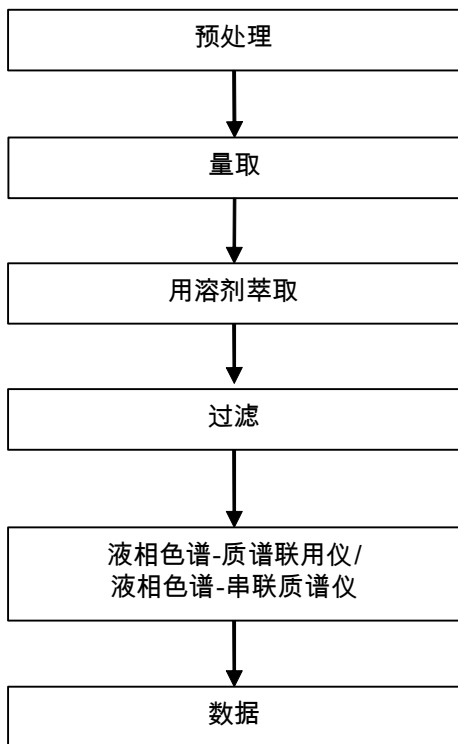 预处理
量取
用溶剂萃取
过滤
液相色谱-质谱联用仪/
液相色谱-串联质谱仪
数据